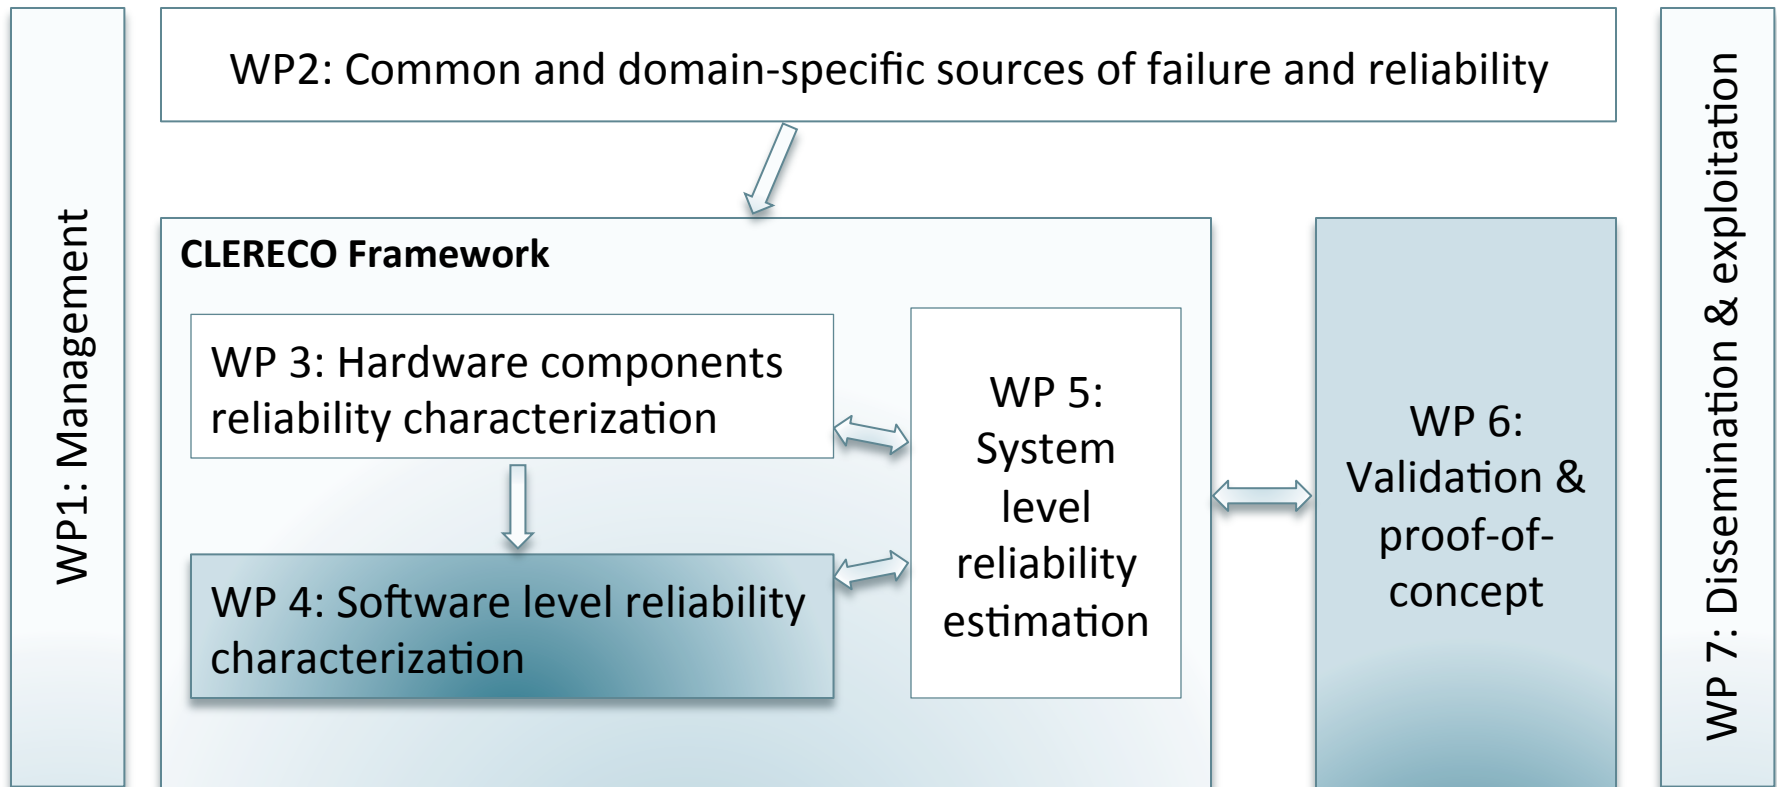 WP1: Management
WP2: Common and domain-specific sources of failure and reliability
CLERECO Framework
WP 3: Hardware components
reliability characterization
WP 4: Software level reliability
characterization
WP 5:
System
level
reliability
estimation
WP 6:
Validation &
proof-of-
concept
WP 7: Dissemination & exploitation